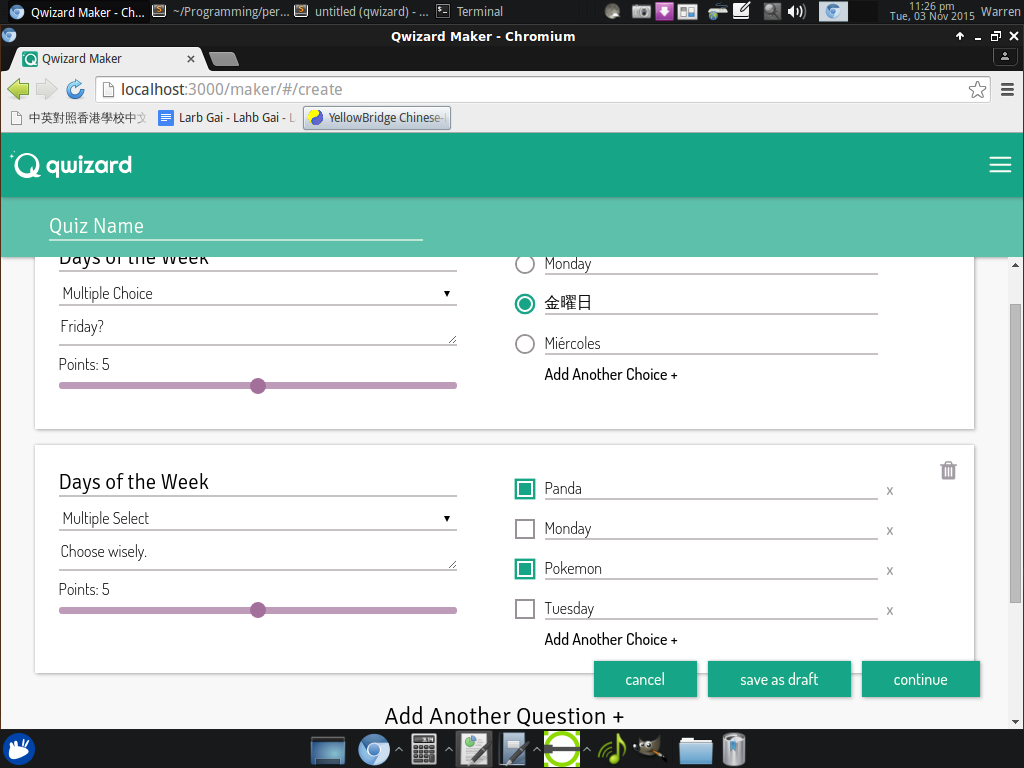 Qwizard Maker - Ch...
~/Programming/per...
untitled (qwizard) - ...
Terminal
11:26 pm
Tue, 03 Nov 2015
Warren
Qwizard Maker - Chromium
Qwizard Maker
localhost:3000/maker/#/create
中英對照香港學校中文
Larb Gai - Lahb Gai - L
YellowBridge Chinese-
qwizard
Quiz Name
Days of the Week
Monday
Multiple Choice
金曜日
Friday?
Miércoles
Points: 5
Add Another Choice +
Days of the Week
Panda
x
Multiple Select
Monday
x
Choose wisely.
Pokemon
x
Points: 5
Tuesday
x
Add Another Choice +
cancel
save as draft
continue
Add Another Question +
3.14